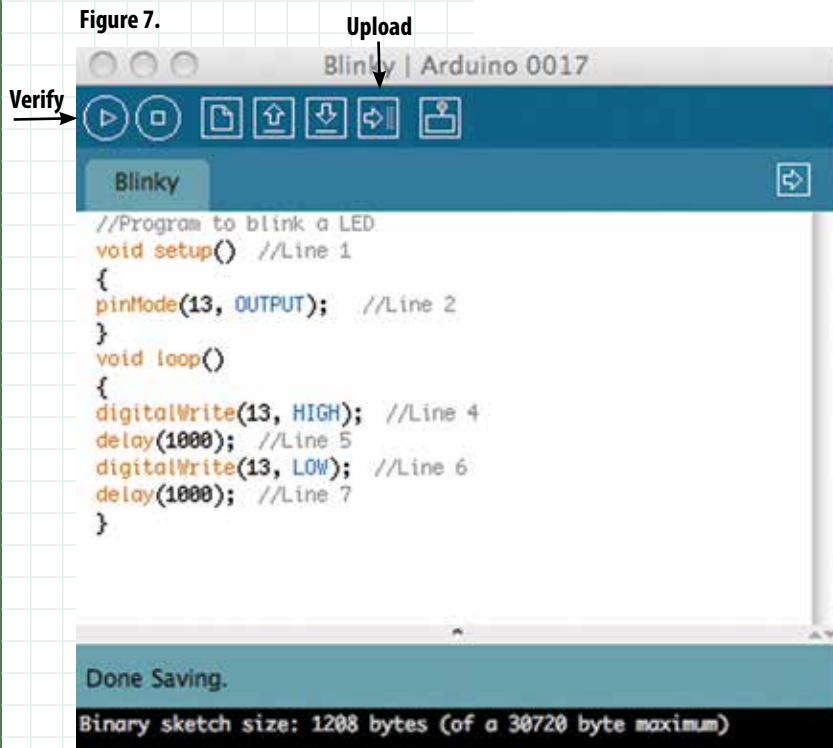 Figure 7.
Upload
Blinky | Arduino 0017
Verify
Blinky
//Program to blink a LED
void setup()  //Line 1
{
pinMode(13, OUTPUT);   //Line 2
}
void loop()
{
digitalWrite(13, HIGH);  //Line 4
delay(1000);  //Line 5
digitalWrite(13, LOW);  //Line 6
delay(1000);  //Line 7
}
Done Saving.
Binary sketch size: 1208 bytes (of a 30720 byte maximum)